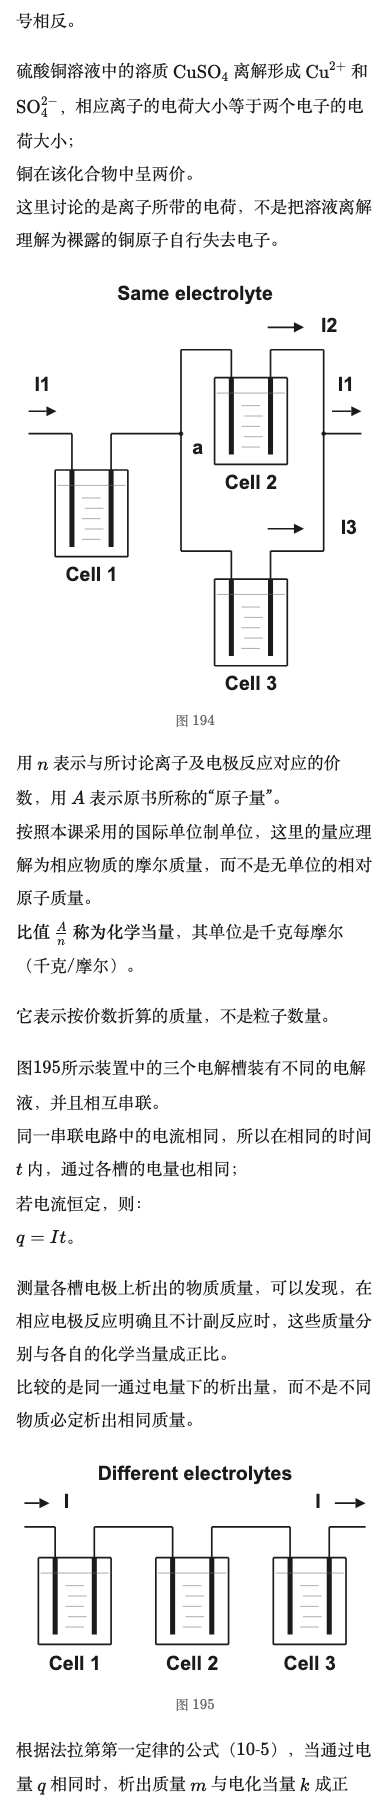 号相反。
硫酸铜溶液中的溶质 CuSO₄ 离解形成 Cu²⁺ 和
SO₄²⁻，相应离子的电荷大小等于两个电子的电
荷大小；
铜在该化合物中呈两价。
这里讨论的是离子所带的电荷，不是把溶液离解
理解为裸露的铜原子自行失去电子。
Same electrolyte
I2
I1
I1
a
Cell 2
I3
Cell 1
Cell 3
图 194
用 n 表示与所讨论离子及电极反应对应的价
数，用 A 表示原书所称的“原子量”。
按照本课采用的国际单位制单位，这里的量应理
解为相应物质的摩尔质量，而不是无单位的相对
原子质量。
比值 A/n 称为化学当量，其单位是千克每摩尔
（千克/摩尔）。
它表示按价数折算的质量，不是粒子数量。
图195所示装置中的三个电解槽装有不同的电解
液，并且相互串联。
同一串联电路中的电流相同，所以在相同的时间
t 内，通过各槽的电量也相同；
若电流恒定，则：
q = It。
测量各槽电极上析出的物质质量，可以发现，在
相应电极反应明确且不计副反应时，这些质量分
别与各自的化学当量成正比。
比较的是同一通过电量下的析出量，而不是不同
物质必定析出相同质量。
Different electrolytes
I
I
Cell 1
Cell 2
Cell 3
图 195
根据法拉第第一定律的公式（10-5），当通过电
量 q 相同时，析出质量 m 与电化当量 k 成正